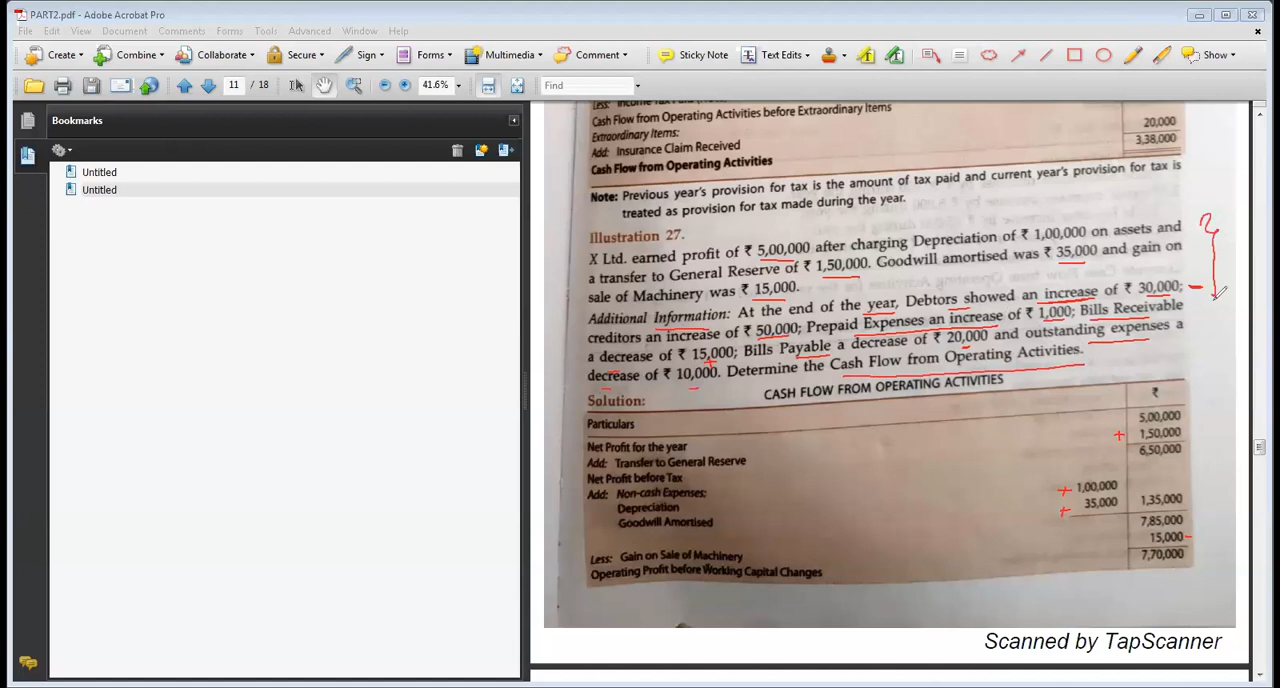 PART2.pdf - Adobe Acrobat Pro
File Edit View Document Comments Forms Tools Advanced Window Help
Create Combine Collaborate Secure Sign Forms Multimedia Comment Sticky Note Text Edits Show
11 / 18 41.6% Find
Bookmarks
Untitled
Untitled
Less: Income Tax Paid
Cash Flow from Operating Activities before Extraordinary Items
Extraordinary Items:
Add: Insurance Claim Received 20,000
Cash Flow from Operating Activities 3,38,000
Note: Previous year's provision for tax is the amount of tax paid and current year's provision for tax is
treated as provision for tax made during the year.
Illustration 27.
X Ltd. earned profit of ₹ 5,00,000 after charging Depreciation of ₹ 1,00,000 on assets and
a transfer to General Reserve of ₹ 1,50,000. Goodwill amortised was ₹ 35,000 and gain on
sale of Machinery was ₹ 15,000.
Additional Information: At the end of the year, Debtors showed an increase of ₹ 30,000;
creditors an increase of ₹ 50,000; Prepaid Expenses an increase of ₹ 1,000; Bills Receivable
a decrease of ₹ 15,000; Bills Payable a decrease of ₹ 20,000 and outstanding expenses a
decrease of ₹ 10,000. Determine the Cash Flow from Operating Activities.
Solution: CASH FLOW FROM OPERATING ACTIVITIES
Particulars ₹
Net Profit for the year 5,00,000
Add: Transfer to General Reserve + 1,50,000
Net Profit before Tax 6,50,000
Add: Non-cash Expenses:
Depreciation + 1,00,000
Goodwill Amortised + 35,000 1,35,000
7,85,000
Less: Gain on Sale of Machinery 15,000 -
Operating Profit before Working Capital Changes 7,70,000
Scanned by TapScanner